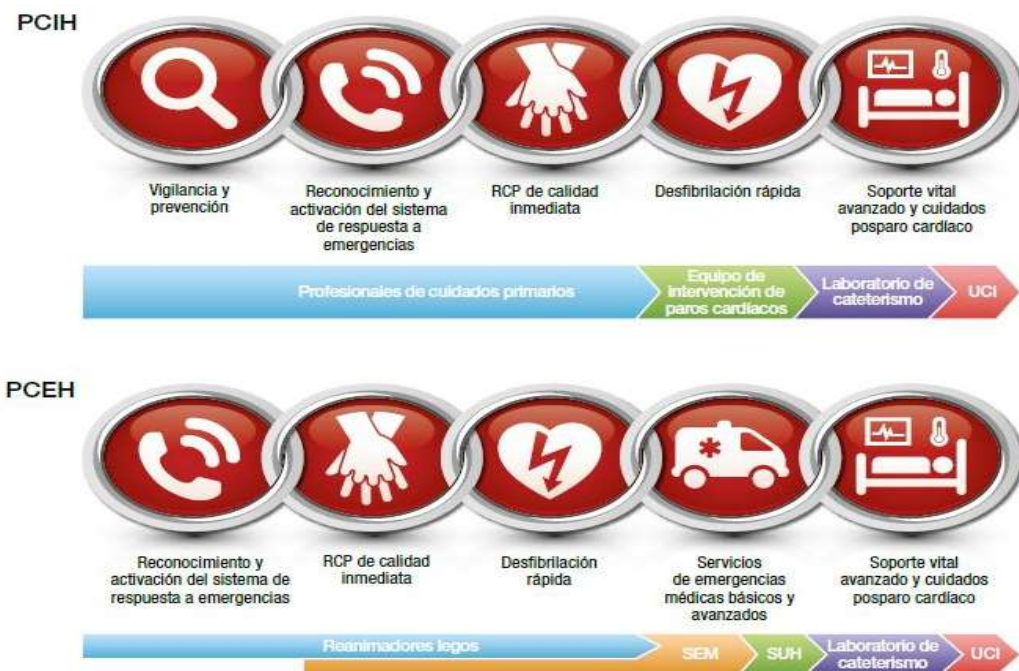 PCIH
Vigilancia y
prevención
Reconocimiento y
activación del sistema
de respuesta a
emergencias
RCP de calidad
inmediata
Desfibrilación rápida
Soporte vital
avanzado y cuidados
posparo cardíaco
Profesionales de cuidados primarios
Equipo de
intervención de
paros cardíacos
Laboratorio de
cateterismo
UCI
PCEH
Reconocimiento y
activación del sistema de
respuesta a emergencias
RCP de calidad
inmediata
Desfibrilación
rápida
Servicios
de emergencias
médicas básicos y
avanzados
Soporte vital
avanzado y cuidados
posparo cardíaco
Reanimadores legos
SEM
SUH
Laboratorio de
cateterismo
UCI